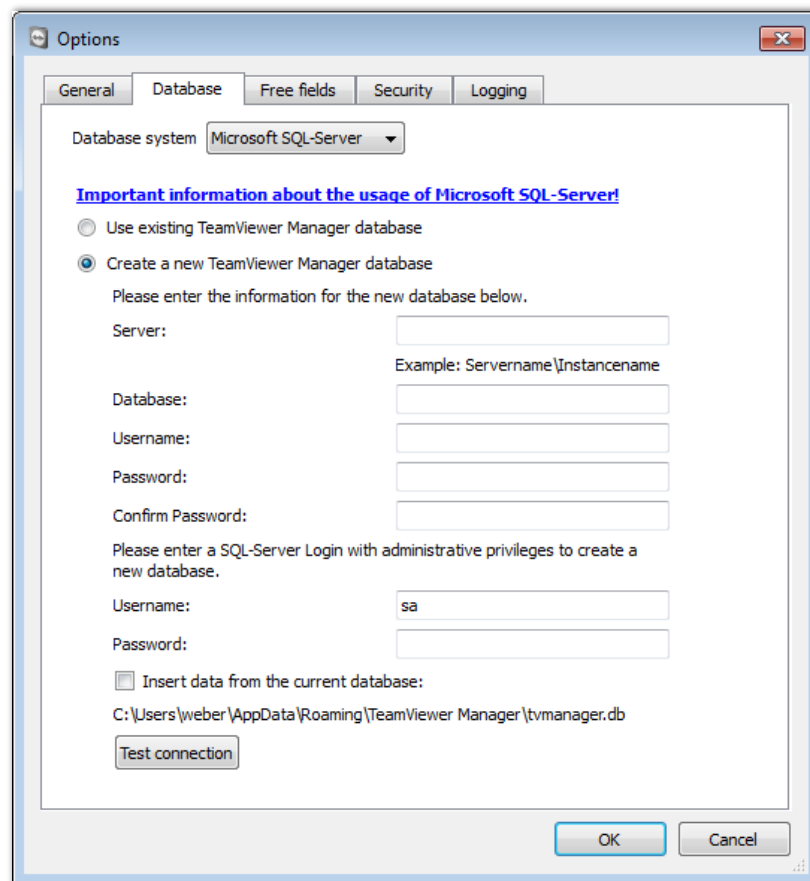 Options
General Database Free fields Security Logging
Database system Microsoft SQL-Server
Important information about the usage of Microsoft SQL-Server!
Use existing TeamViewer Manager database
Create a new TeamViewer Manager database
Please enter the information for the new database below.
Server:
Example: Servername\Instancename
Database:
Username:
Password:
Confirm Password:
Please enter a SQL-Server Login with administrative privileges to create a
new database.
Username: sa
Password:
Insert data from the current database:
C:\Users\weber\AppData\Roaming\TeamViewer Manager\tvmanager.db
Test connection
OK Cancel